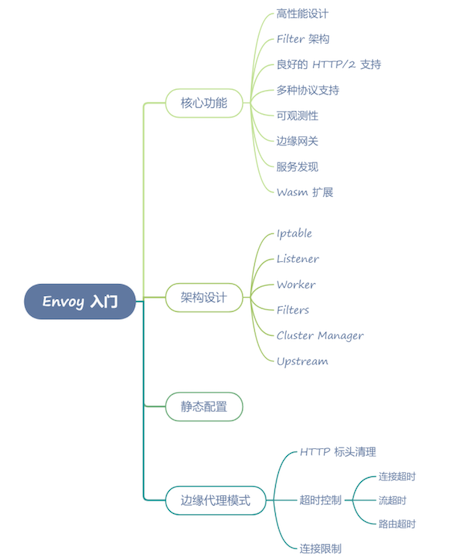 Envoy 入门
核心功能
高性能设计
Filter 架构
良好的 HTTP/2 支持
多种协议支持
可观测性
边缘网关
服务发现
Wasm 扩展
架构设计
Iptable
Listener
Worker
Filters
Cluster Manager
Upstream
静态配置
边缘代理模式
HTTP 标头清理
超时控制
连接超时
流超时
路由超时
连接限制